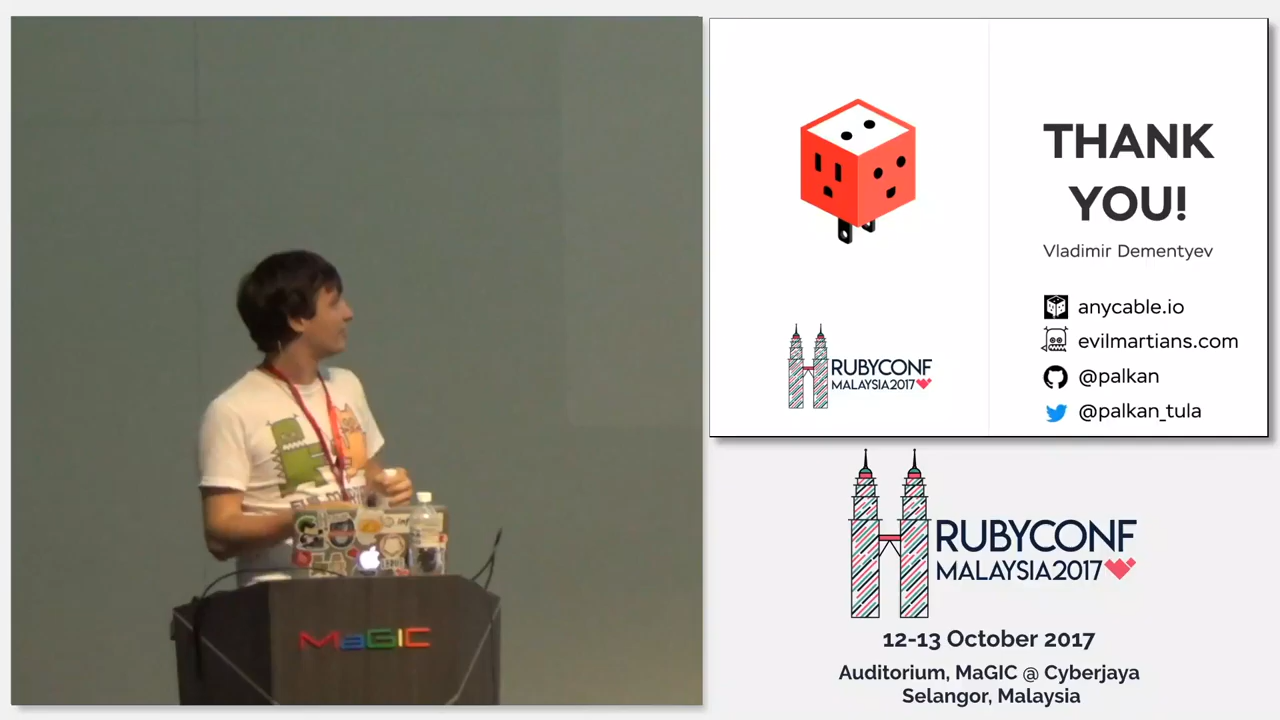 THANK
YOU!
Vladimir Dementyev
anycable.io
evilmartians.com
@palkan
@palkan_tula
RUBYCONF
MALAYSIA2017
RUBYCONF
MALAYSIA2017
12-13 October 2017
Auditorium, MaGIC @ Cyberjaya
Selangor, Malaysia
MaGIC